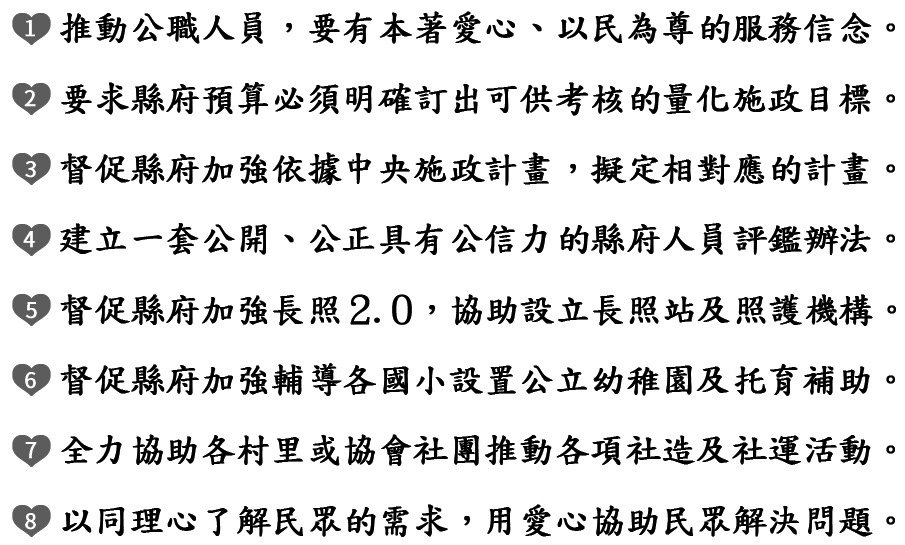 1 推動公職人員，要有本著愛心、以民為尊的服務信念。
2 要求縣府預算必須明確訂出可供考核的量化施政目標。
3 督促縣府加強依據中央施政計畫，擬定相對應的計畫。
4 建立一套公開、公正具有公信力的縣府人員評鑑辦法。
5 督促縣府加強長照2.0，協助設立長照站及照護機構。
6 督促縣府加強輔導各國小設置公立幼稚園及托育補助。
7 全力協助各村里或協會社團推動各項社造及社運活動。
8 以同理心了解民眾的需求，用愛心協助民眾解決問題。